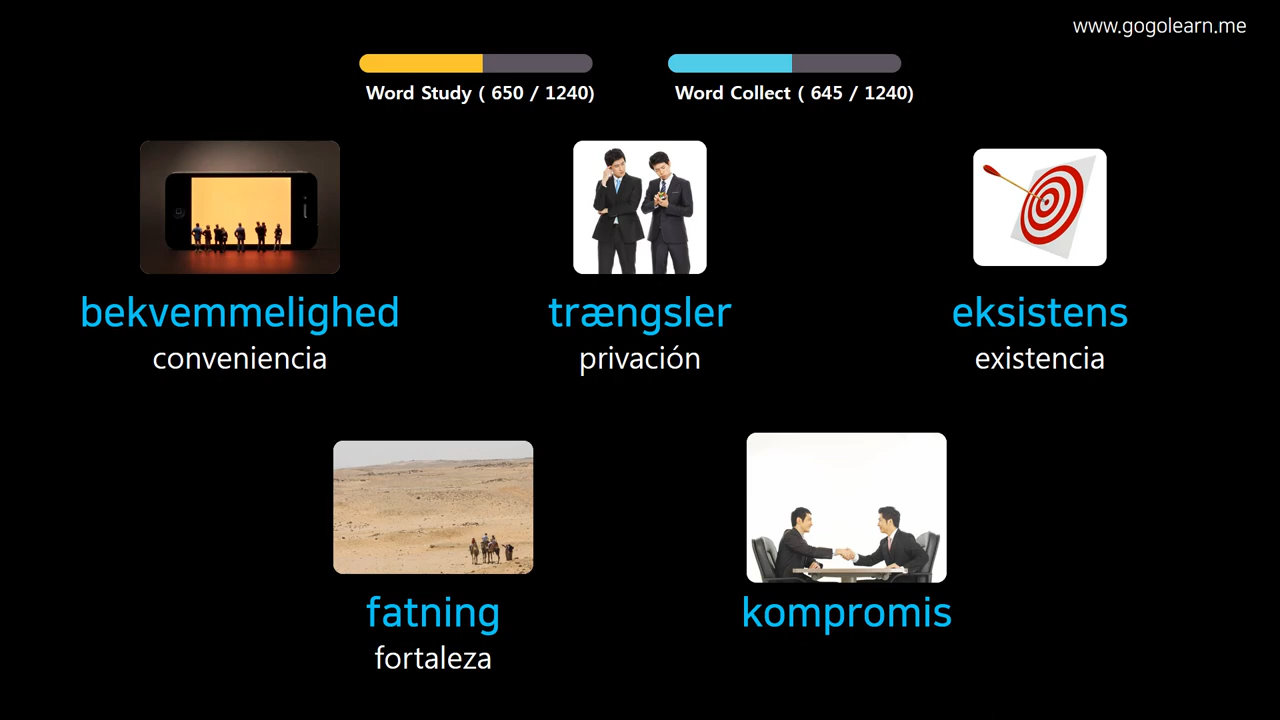 www.gogolearn.me
Word Study ( 650 / 1240)
Word Collect ( 645 / 1240)
bekvemmelighed
conveniencia
trængsler
privación
eksistens
existencia
fatning
fortaleza
kompromis